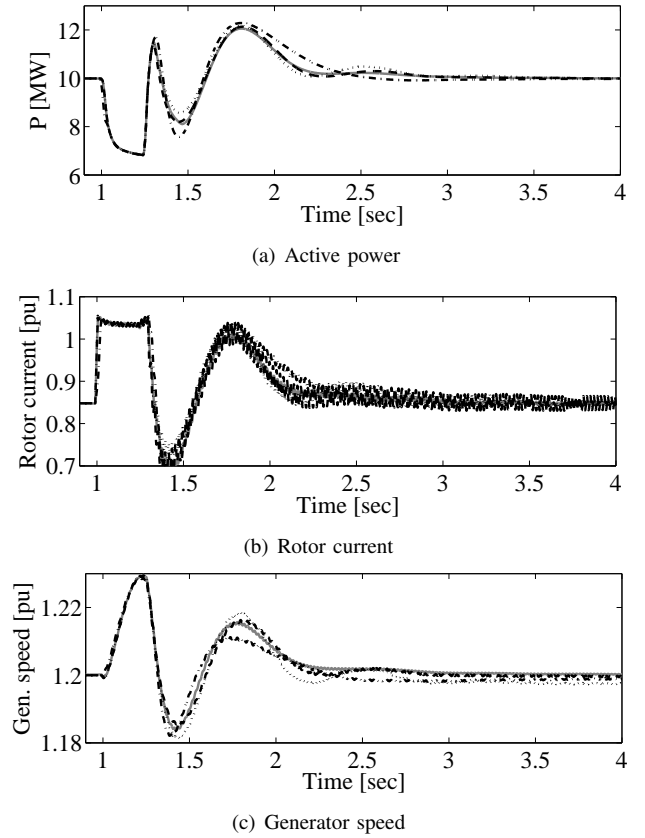 12
10
8
6
P [MW]
1 1.5 2 2.5 3 3.5 4
Time [sec]
(a) Active power
1.1
1
0.9
0.8
0.7
Rotor current [pu]
1 1.5 2 2.5 3 3.5 4
Time [sec]
(b) Rotor current
1.22
1.2
1.18
Gen. speed [pu]
1 1.5 2 2.5 3 3.5 4
Time [sec]
(c) Generator speed